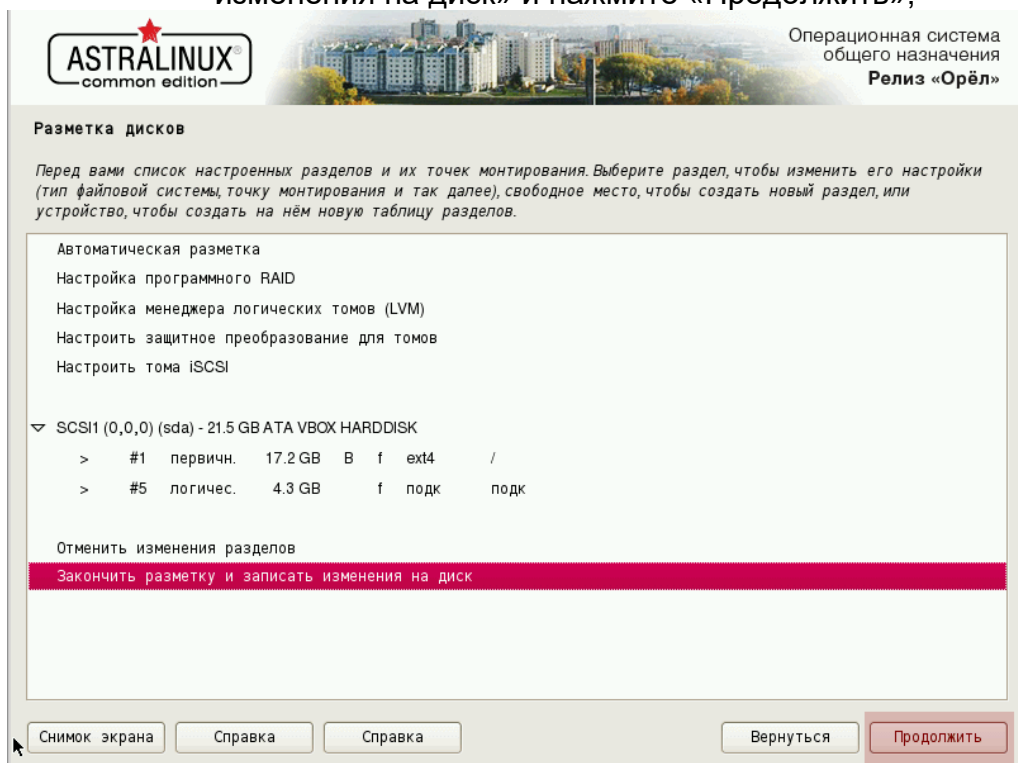 изменения на диск» и нажмите «Продолжить»;
ASTRALINUX®
common edition
Операционная система
общего назначения
Релиз «Орёл»
Разметка дисков
Перед вами список настроенных разделов и их точек монтирования. Выберите раздел, чтобы изменить его настройки
(тип файловой системы, точку монтирования и так далее), свободное место, чтобы создать новый раздел, или
устройство, чтобы создать на нём новую таблицу разделов.
Автоматическая разметка
Настройка программного RAID
Настройка менеджера логических томов (LVM)
Настроить защитное преобразование для томов
Настроить тома iSCSI
SCSI1 (0,0,0) (sda) - 21.5 GB ATA VBOX HARDDISK
> #1 первичн. 17.2 GB B f ext4 /
> #5 логичес. 4.3 GB f подк подк
Отменить изменения разделов
Закончить разметку и записать изменения на диск
Снимок экрана Справка Справка Вернуться Продолжить